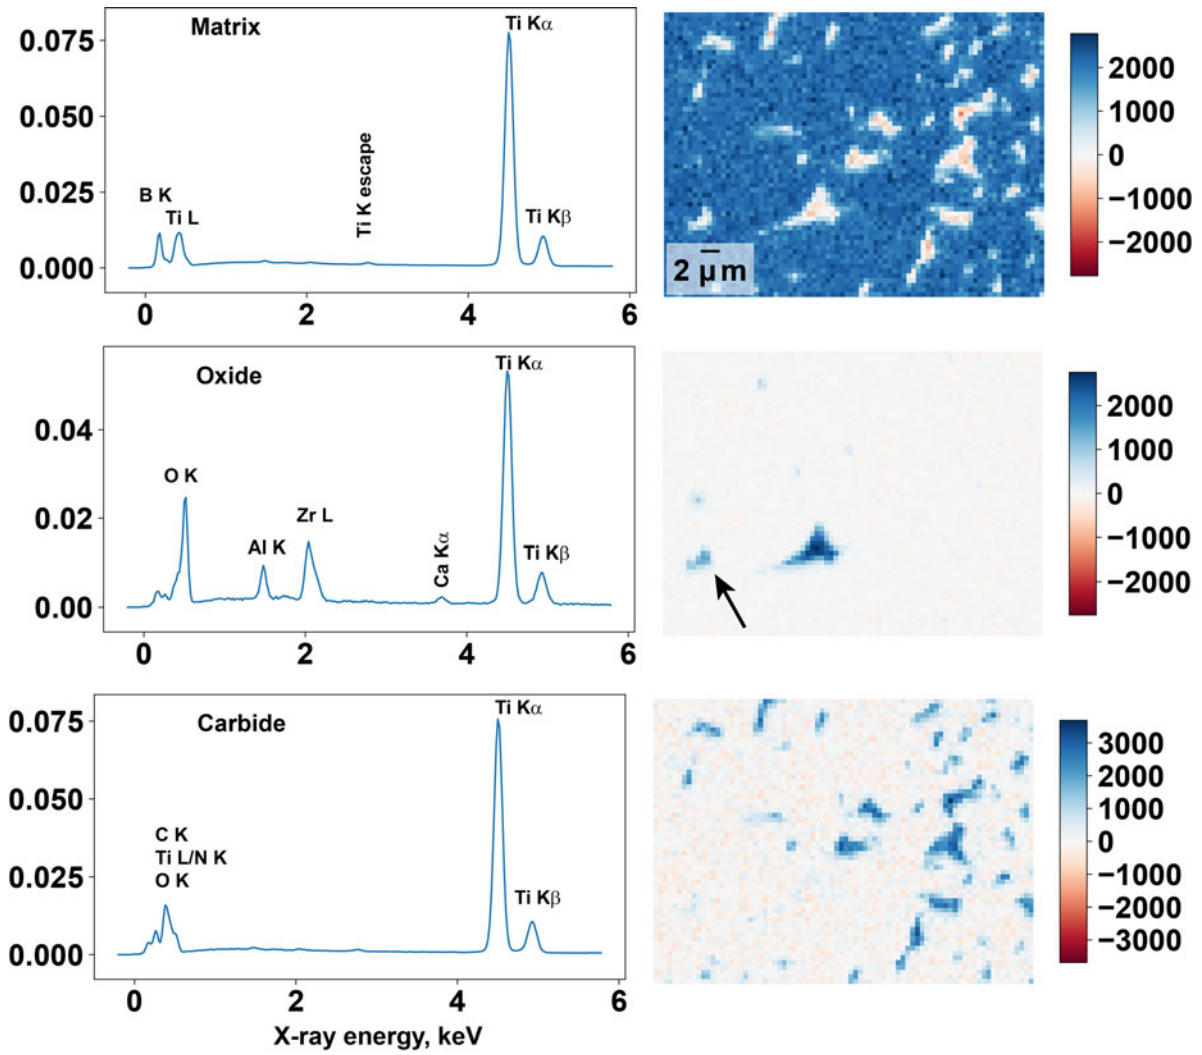 Matrix
Ti Kα
0.075
0.050
0.025
0.000
B K
Ti L
Ti K escape
Ti Kβ
0
2
4
6
2 μm
2000
1000
0
−1000
−2000
Oxide
Ti Kα
0.04
0.02
0.00
O K
Al K
Zr L
Ca Kα
Ti Kβ
0
2
4
6
2000
1000
0
−1000
−2000
Carbide
Ti Kα
0.075
0.050
0.025
0.000
C K
Ti L/N K
O K
Ti Kβ
0
2
4
6
X-ray energy, keV
3000
2000
1000
0
−1000
−2000
−3000